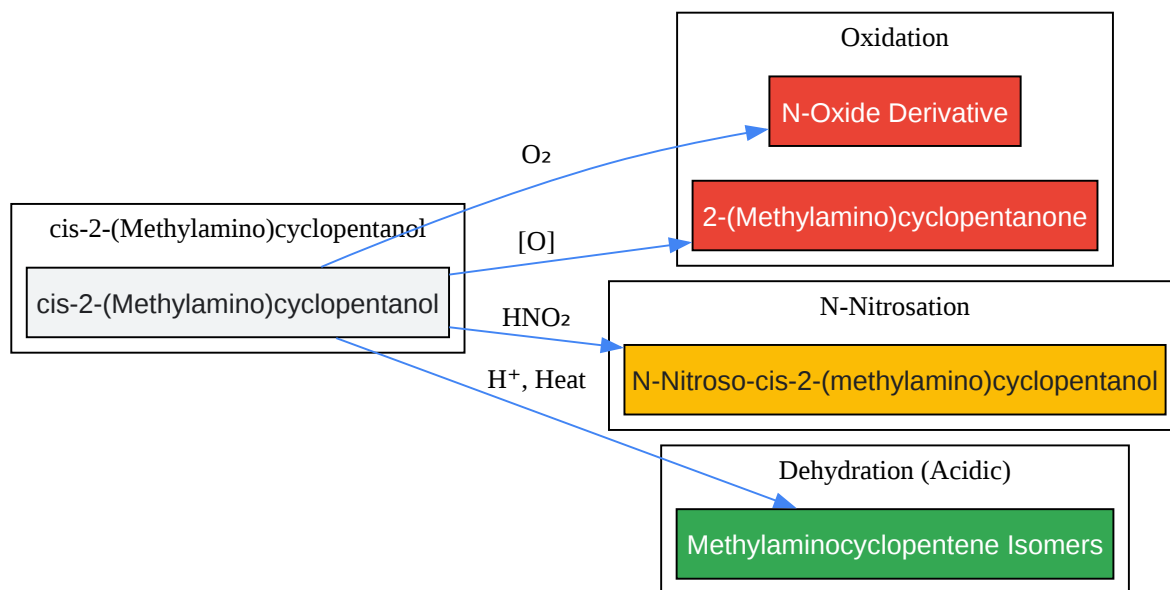 Oxidation
N-Oxide Derivative
O₂
2-(Methylamino)cyclopentanone
cis-2-(Methylamino)cyclopentanol
[O]
cis-2-(Methylamino)cyclopentanol
N-Nitrosation
HNO₂
N-Nitroso-cis-2-(methylamino)cyclopentanol
H⁺, Heat
Dehydration (Acidic)
Methylaminocyclopentene Isomers